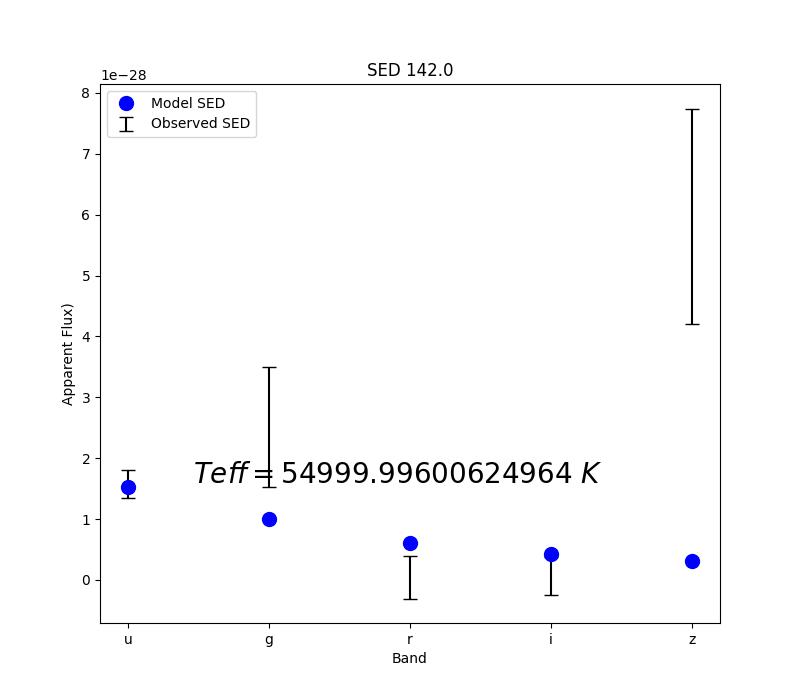 SED 142.0
1e−28
Model SED
Observed SED
8
7
6
5
4
3
2
1
0
Apparent Flux)
Teff = 54999.99600624964 K
u g r i z
Band